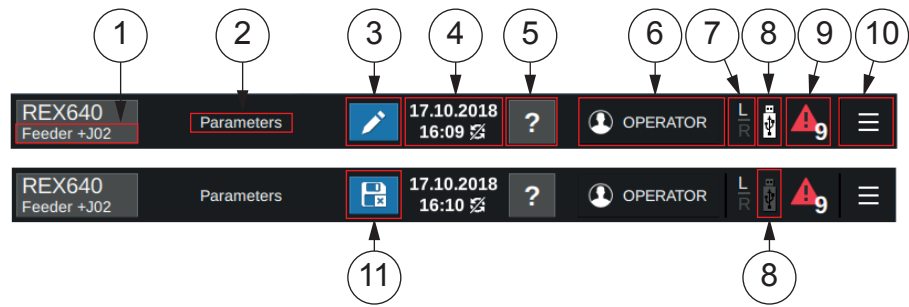 1 2 3 4 5 6 7 8 9 10
REX640
Feeder +J02
Parameters
17.10.2018
16:09
?
OPERATOR
L
R
9
REX640
Feeder +J02
Parameters
17.10.2018
16:10
?
OPERATOR
L
R
9
11 8